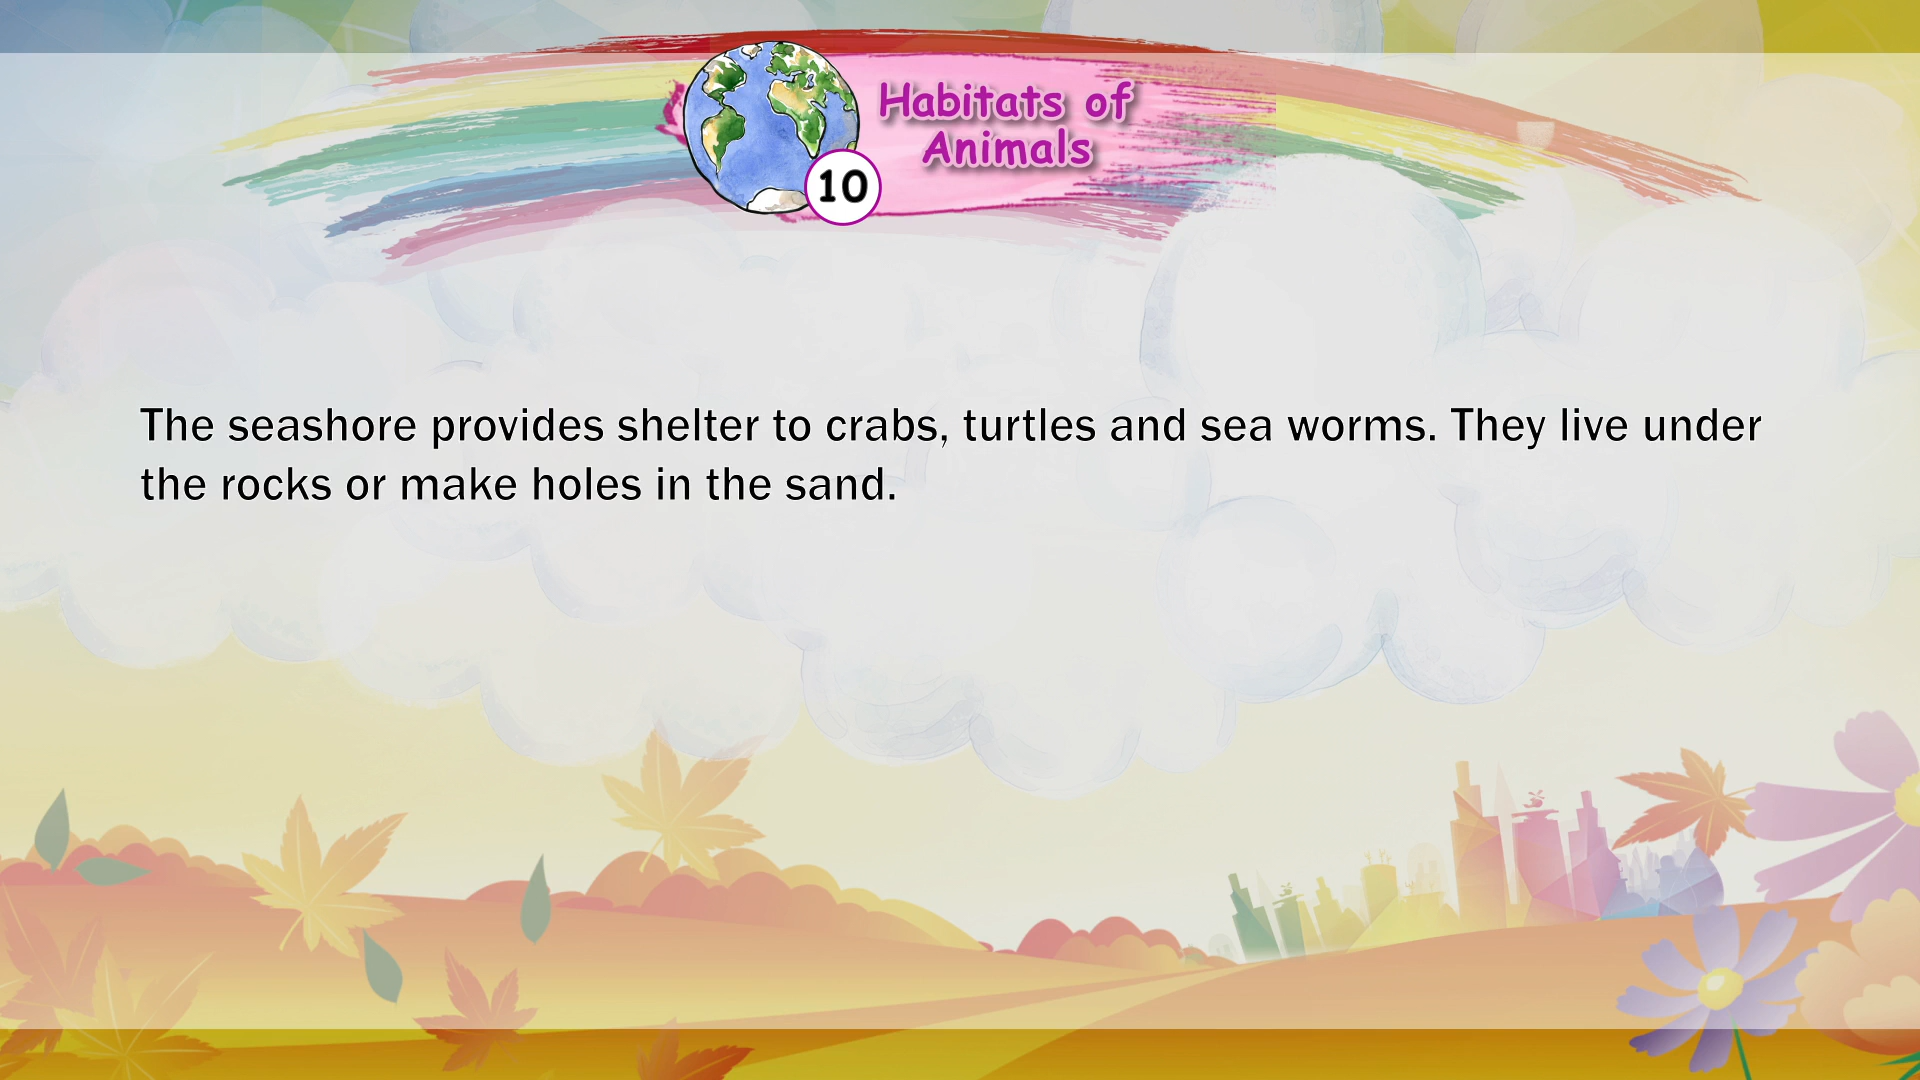 Habitats of
Animals
10
The seashore provides shelter to crabs, turtles and sea worms. They live under
the rocks or make holes in the sand.